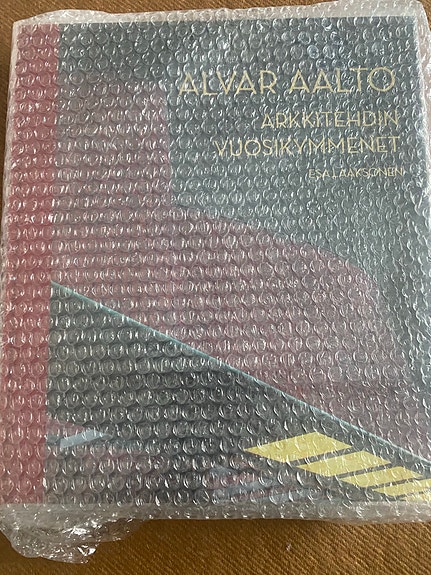 ALVAR AALTO
ARKKITEHDIN
VUOSIKYMMENET
ESA LAAKSONEN